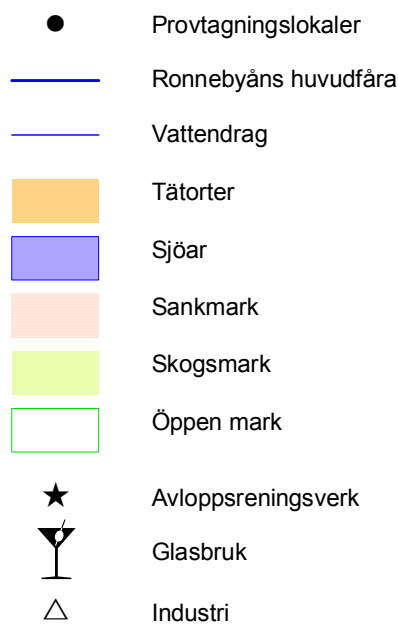 Provtagningslokaler
Ronnebyåns huvudfåra
Vattendrag
Tätorter
Sjöar
Sankmark
Skogsmark
Öppen mark
Avloppsreningsverk
Glasbruk
Industri